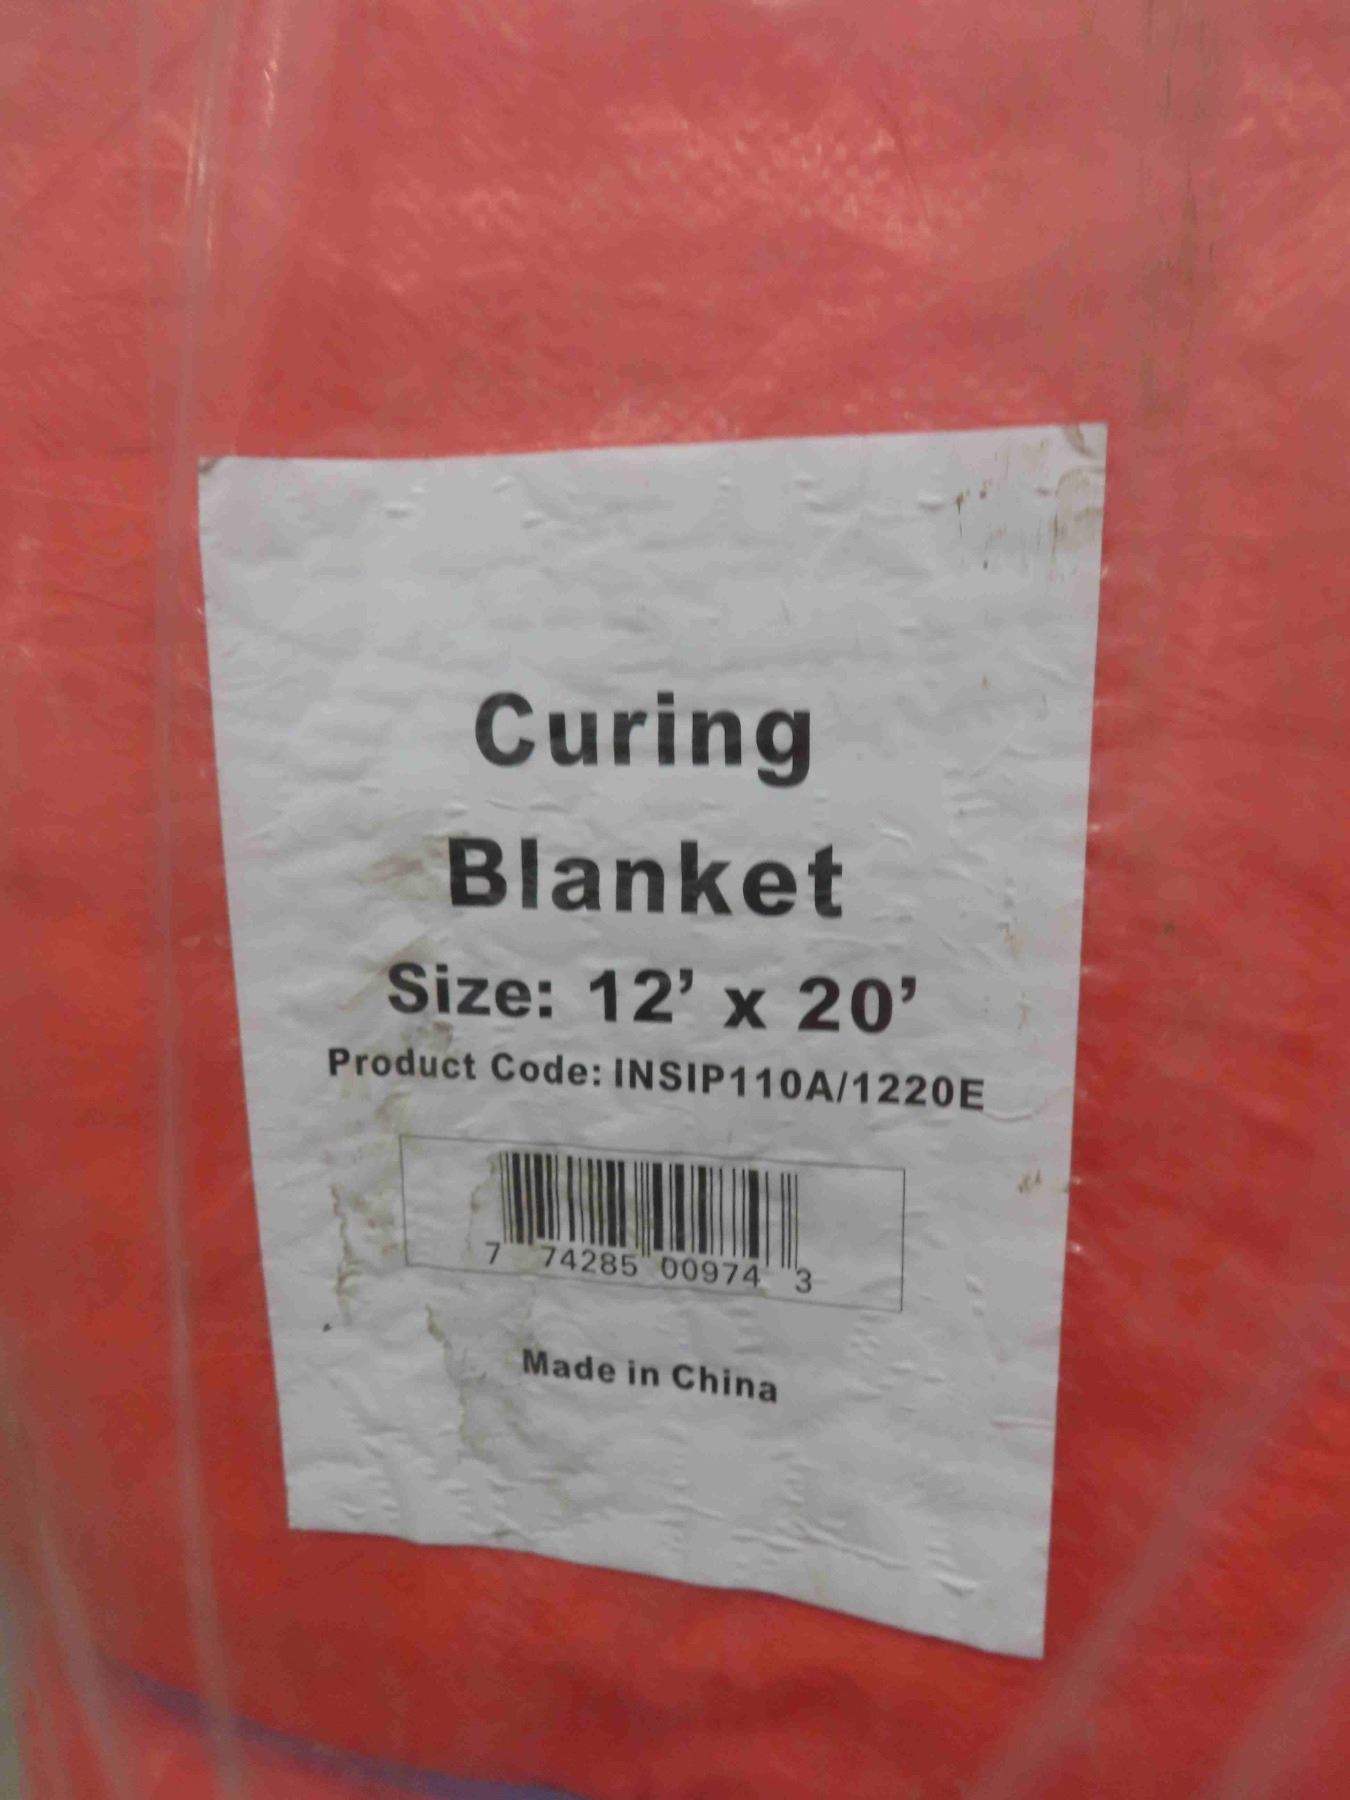 Curing
Blanket
Size: 12’ x 20’
Product Code: INSIP110A/1220E
7 74285 00974 3
Made in China